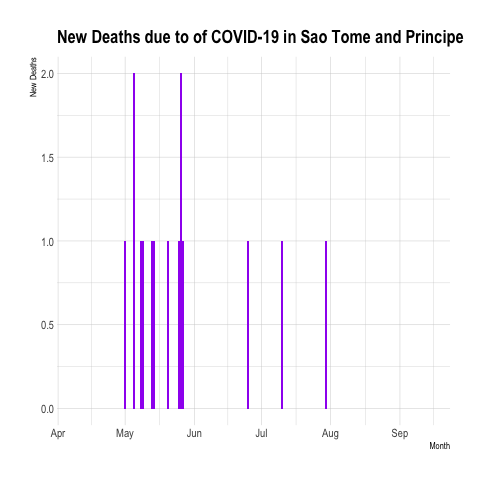 New Deaths due to of COVID-19 in Sao Tome and Principe
New Deaths
2.0
1.5
1.0
0.5
0.0
Apr May Jun Jul Aug Sep
Month